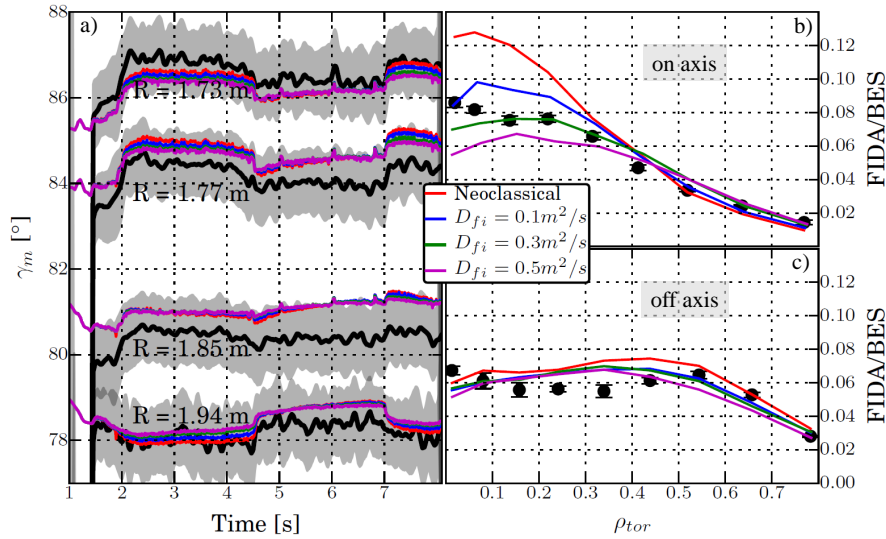 a)
R = 1.73 m
R = 1.77 m
R = 1.85 m
R = 1.94 m
86
84
82
80
78
γm [°]
1 2 3 4 5 6 7
Time [s]
b)
on axis
0.12
0.10
0.08
0.06
0.04
0.02
FIDA/BES
Neoclassical
Dfi = 0.1m²/s
Dfi = 0.3m²/s
Dfi = 0.5m²/s
c)
off axis
0.12
0.10
0.08
0.06
0.04
0.02
0.00
FIDA/BES
0.1 0.2 0.3 0.4 0.5 0.6 0.7
ρtor